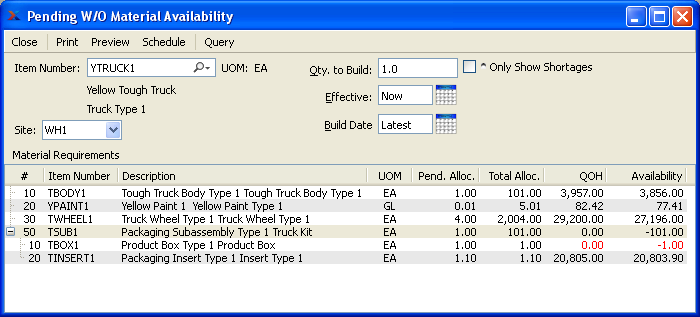 Pending W/O Material Availability
Close Print Preview Schedule Query
Item Number: YTRUCK1 UOM: EA Qty. to Build: 1.0 ^ Only Show Shortages
Yellow Tough Truck
Effective: Now
Truck Type 1
Site: WH1 Build Date Latest
Material Requirements
# Item Number Description UOM Pend. Alloc. Total Alloc. QOH Availability
10 TBODY1 Tough Truck Body Type 1 Tough Truck Body Type 1 EA 1.00 101.00 3,957.00 3,856.00
20 YPAINT1 Yellow Paint 1 Yellow Paint Type 1 GL 0.01 5.01 82.42 77.41
30 TWHEEL1 Truck Wheel Type 1 Truck Wheel Type 1 EA 4.00 2,004.00 29,200.00 27,196.00
50 TSUB1 Packaging Subassembly Type 1 Truck Kit EA 1.00 101.00 0.00 -101.00
10 TBOX1 Product Box Type 1 Product Box EA 1.00 1.00 0.00 -1.00
20 TINSERT1 Packaging Insert Type 1 Insert Type 1 EA 1.10 1.10 20,805.00 20,803.90